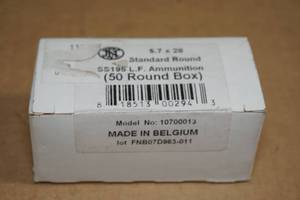 5.7 x 28
Standard Round
SS195 L.F. Ammunition
(50 Round Box)
8 18513 00294 3
Model No: 10700013
MADE IN BELGIUM
lot FNB07D983-011